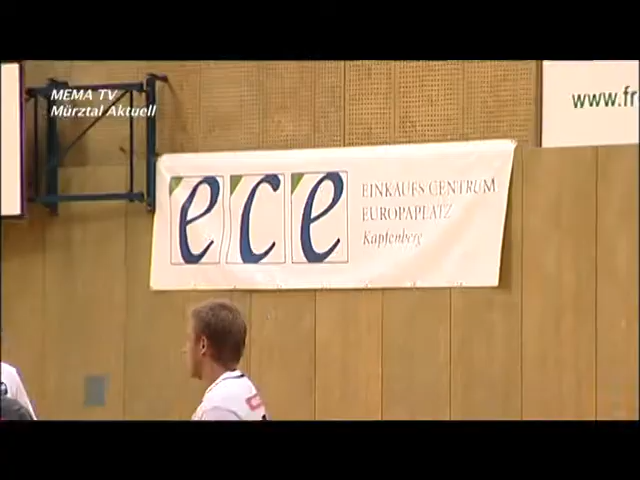 MEMA TV
Mürztal Aktuell
www.fr
ece
EINKAUFS CENTRUM
EUROPAPLATZ
Kapfenberg